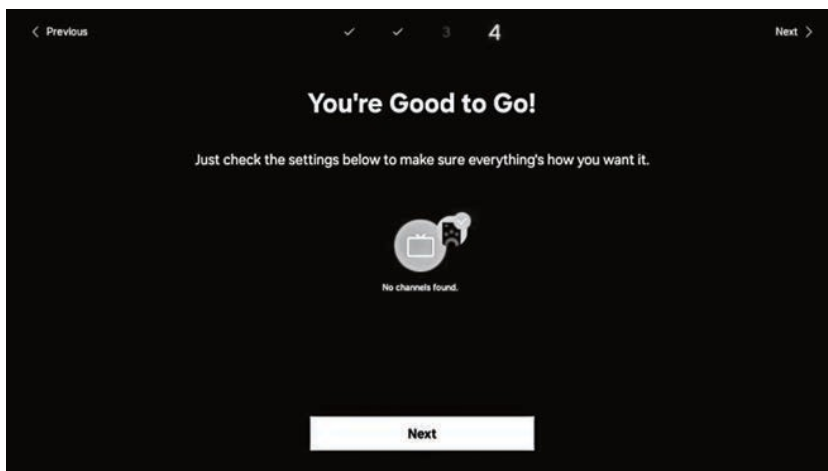 Previous
3
4
Next
You're Good to Go!
Just check the settings below to make sure everything's how you want it.
No channels found.
Next